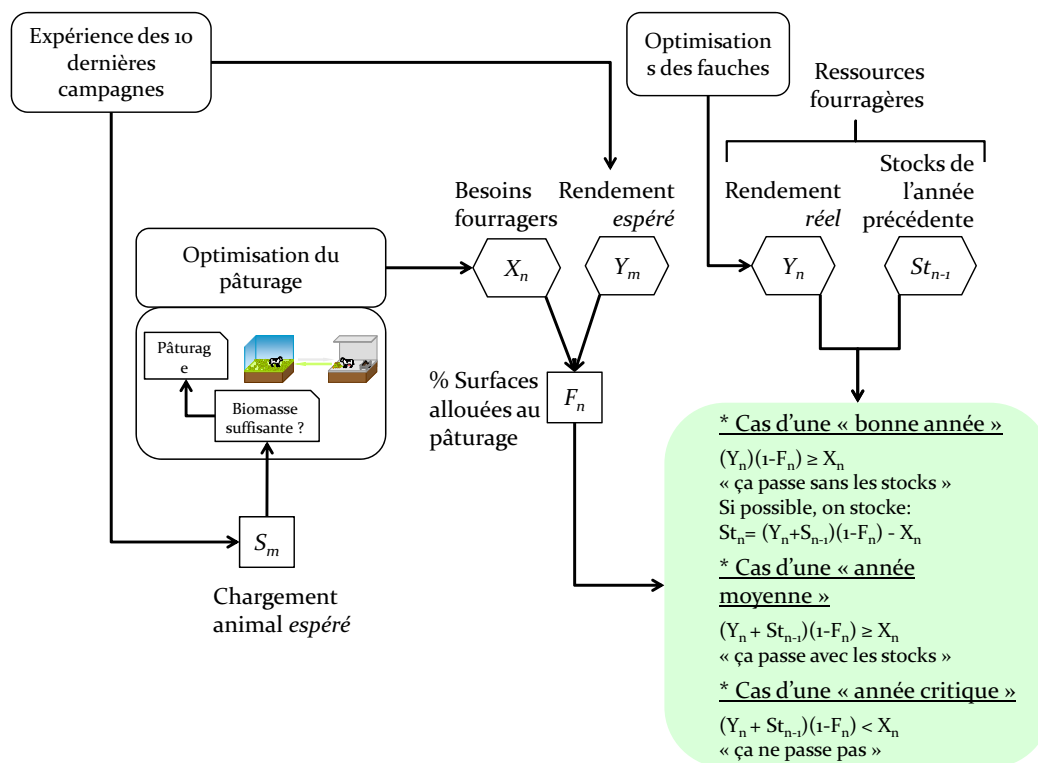 Expérience des 10
dernières
campagnes
Optimisation
s des fauches
Ressources
fourragères
Besoins
fourragers
Rendement
espéré
Rendement
réel
Stocks de
l'année
précédente
Optimisation du
pâturage
Xn
Ym
Yn
Stn-1
Pâturag
e
Biomasse
suffisante ?
% Surfaces
allouées au
pâturage
Fn
Sm
Chargement
animal espéré
* Cas d'une « bonne année »
(Yn)(1-Fn) ≥ Xn
« ça passe sans les stocks »
Si possible, on stocke:
Stn= (Yn+Sn-1)(1-Fn) - Xn
* Cas d'une « année
moyenne »
(Yn + Stn-1)(1-Fn) ≥ Xn
« ça passe avec les stocks »
* Cas d'une « année critique »
(Yn + Stn-1)(1-Fn) < Xn
« ça ne passe pas »